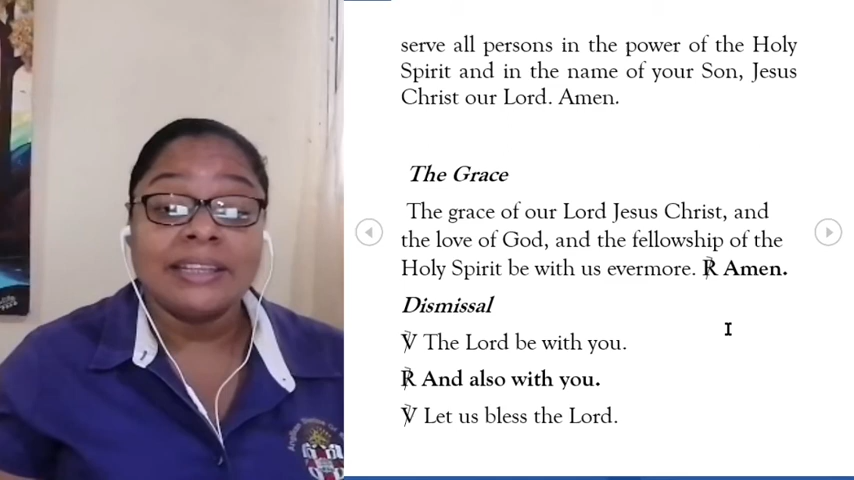 serve all persons in the power of the Holy
Spirit and in the name of your Son, Jesus
Christ our Lord. Amen.
The Grace
The grace of our Lord Jesus Christ, and
the love of God, and the fellowship of the
Holy Spirit be with us evermore. ℟ Amen.
Dismissal
℣ The Lord be with you.
℟ And also with you.
℣ Let us bless the Lord.